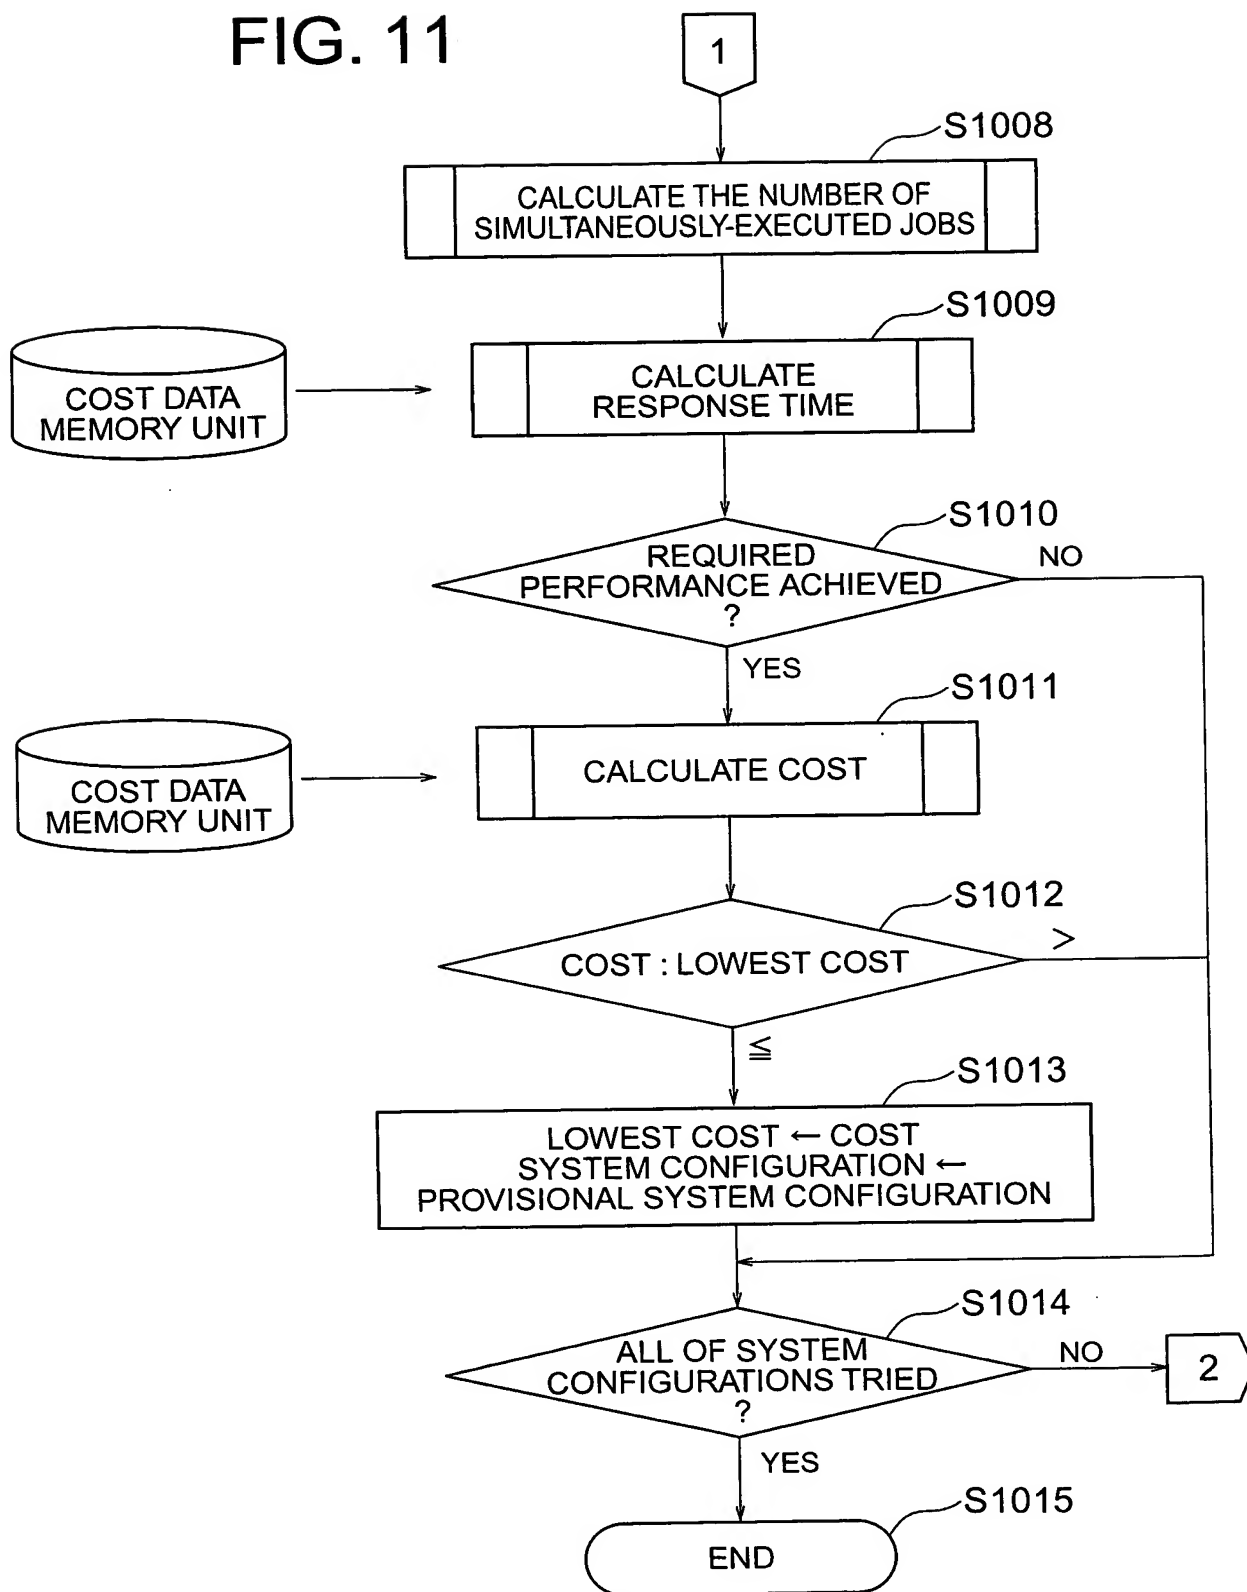 FIG. 11
1
S1008
CALCULATE THE NUMBER OF
SIMULTANEOUSLY-EXECUTED JOBS
S1009
COST DATA
MEMORY UNIT
CALCULATE
RESPONSE TIME
S1010
REQUIRED
PERFORMANCE ACHIEVED
?
NO
YES
S1011
COST DATA
MEMORY UNIT
CALCULATE COST
S1012
COST : LOWEST COST
>
≦
S1013
LOWEST COST ← COST
SYSTEM CONFIGURATION ←
PROVISIONAL SYSTEM CONFIGURATION
S1014
ALL OF SYSTEM
CONFIGURATIONS TRIED
?
NO
2
YES
S1015
END